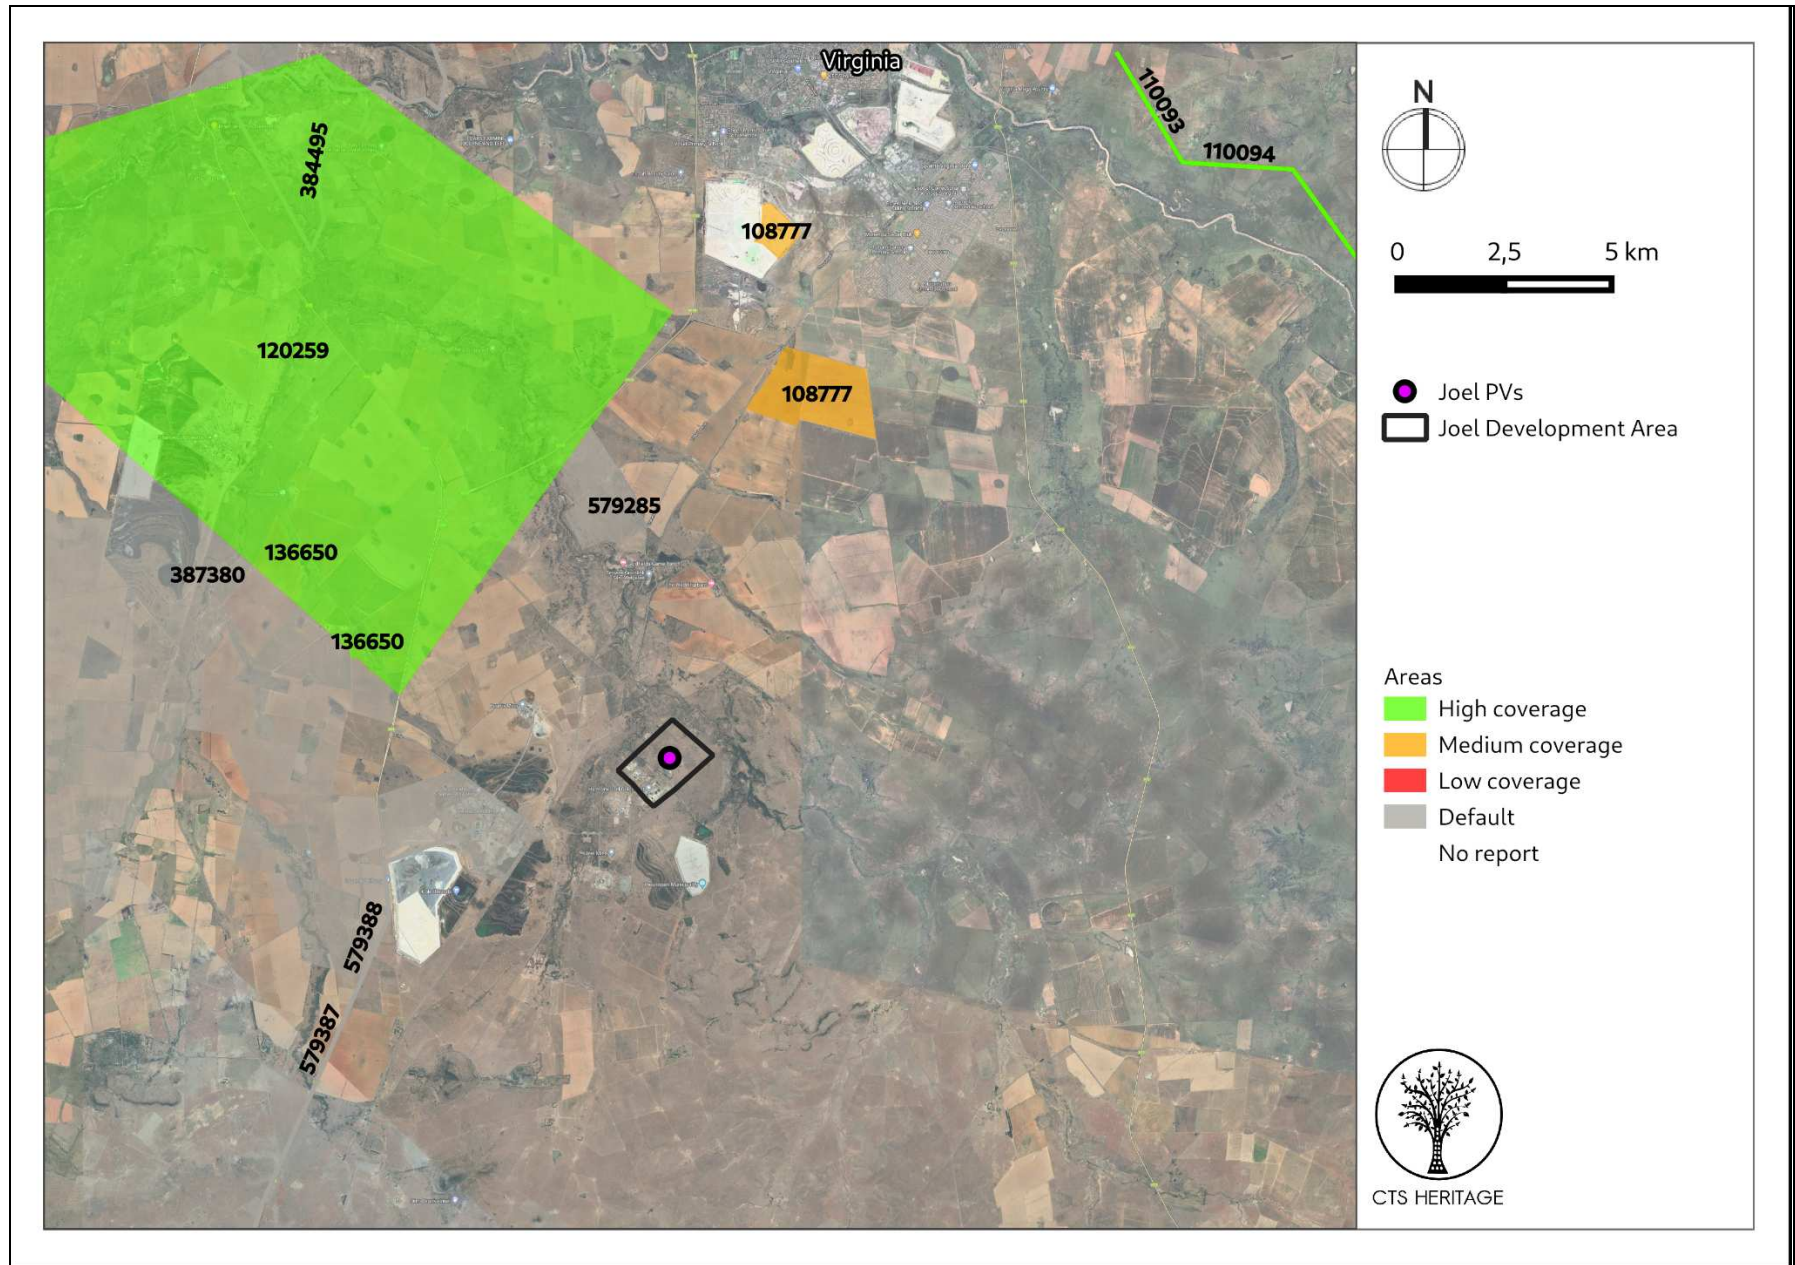 Virginia
110093
110094
384495
108777
120259
108777
579285
136650
387380
136650
579388
579387
N
0 2,5 5 km
Joel PVs
Joel Development Area
Areas
High coverage
Medium coverage
Low coverage
Default
No report
CTS HERITAGE